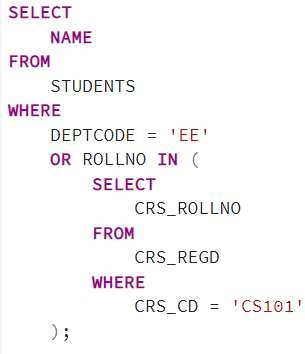 SELECT
    NAME
FROM
    STUDENTS
WHERE
    DEPTCODE = 'EE'
    OR ROLLNO IN (
        SELECT
            CRS_ROLLNO
        FROM
            CRS_REGD
        WHERE
            CRS_CD = 'CS101'
    );